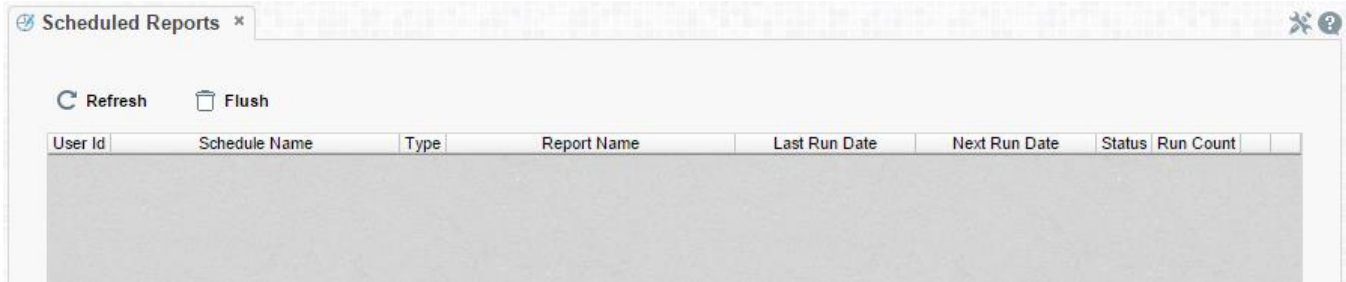 Scheduled Reports
Refresh Flush
User Id Schedule Name Type Report Name Last Run Date Next Run Date Status Run Count